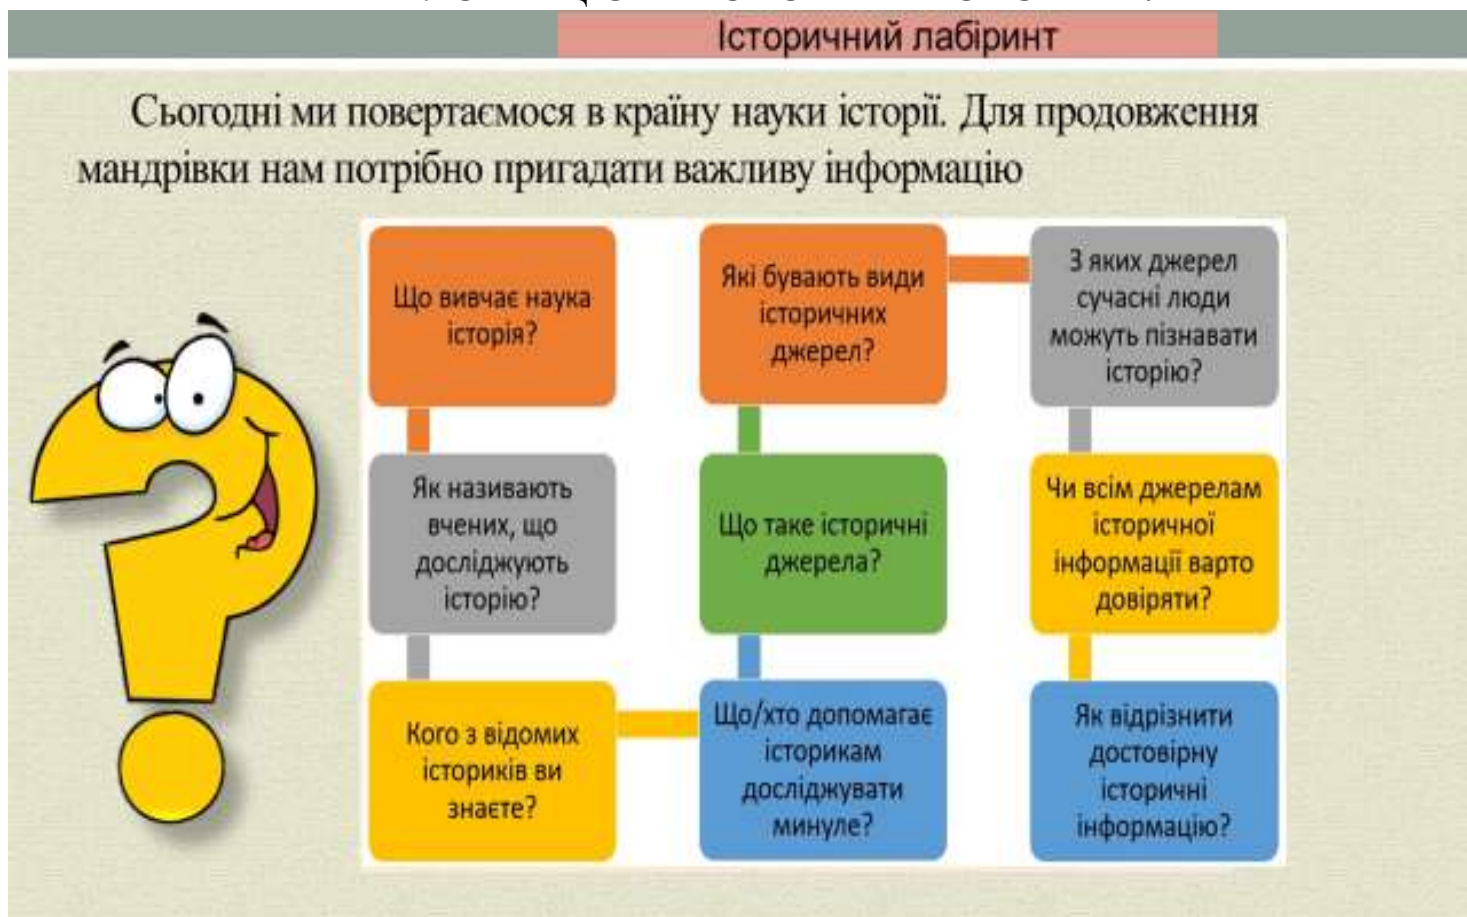 Історичний лабіринт
Сьогодні ми повертаємося в країну науки історії. Для продовження
мандрівки нам потрібно пригадати важливу інформацію
Що вивчає наука
історія?
Як називають
вчених, що
досліджують
історію?
Кого з відомих
істориків ви
знаєте?
Що/хто допомагає
історикам
досліджувати
минуле?
Що таке історичні
джерела?
Які бувають види
історичних
джерел?
З яких джерел
сучасні люди
можуть пізнавати
історію?
Чи всім джерелам
історичної
інформації варто
довіряти?
Як відрізнити
достовірну
історичні
інформацію?